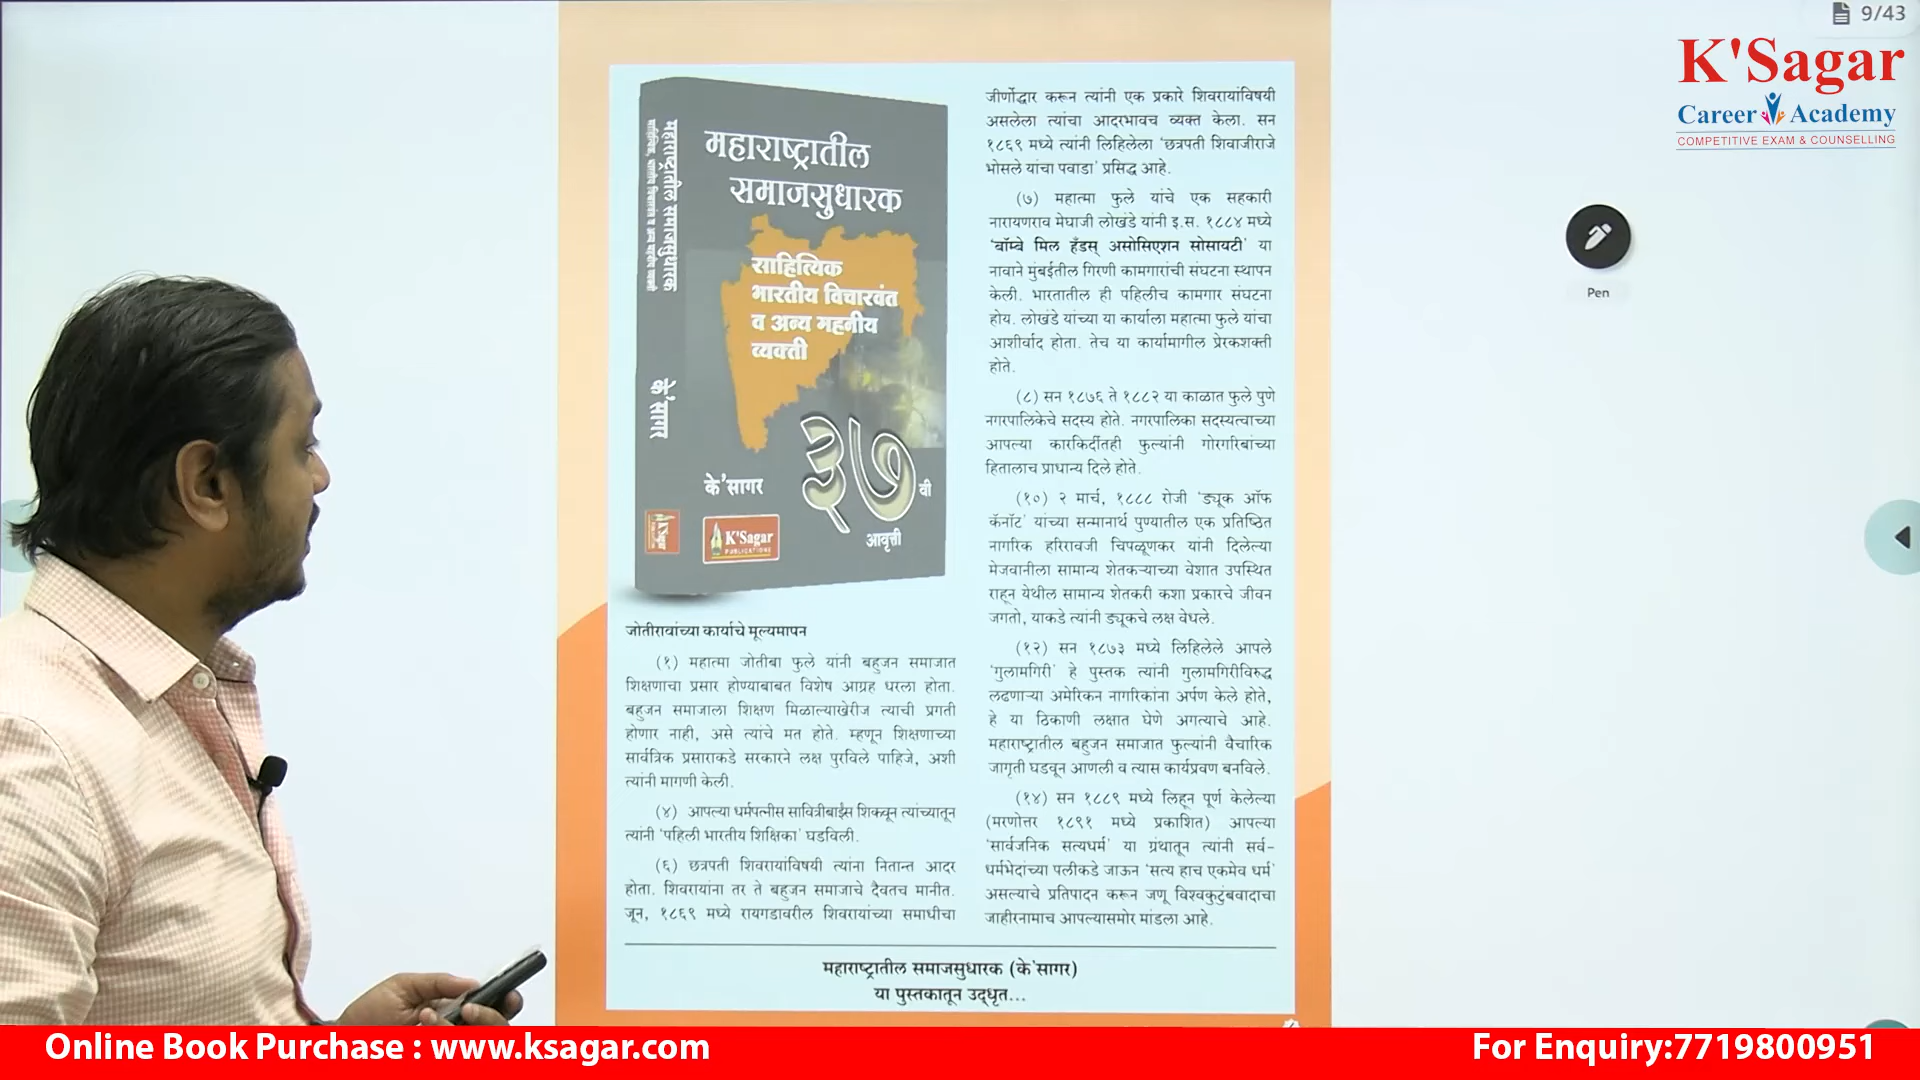 9/43
K'Sagar
Career Academy
COMPETITIVE EXAM & COUNSELLING
Pen
महाराष्ट्रातील समाजसुधारक
के'सागर
महाराष्ट्रातील
समाजसुधारक
साहित्यिक
भारतीय विचारवंत
व अन्य महनीय
व्यक्ती
३७ वी
आवृत्ती
के'सागर
K'Sagar
PUBLICATIONS
जोतीरावांच्या कार्याचे मूल्यमापन
(१) महात्मा जोतीबा फुले यांनी बहुजन समाजात
शिक्षणाचा प्रसार होण्याबाबत विशेष आग्रह धरला होता.
बहुजन समाजाला शिक्षण मिळाल्याखेरीज त्याची प्रगती
होणार नाही, असे त्यांचे मत होते. म्हणून शिक्षणाच्या
सार्वत्रिक प्रसाराकडे सरकारने लक्ष पुरविले पाहिजे, अशी
त्यांनी मागणी केली.
(४) आपल्या धर्मपत्नीस सावित्रीबाईंस शिकवून त्यांच्यातून
त्यांनी 'पहिली भारतीय शिक्षिका' घडविली.
(६) छत्रपती शिवरायांविषयी त्यांना नितान्त आदर
होता. शिवरायांना तर ते बहुजन समाजाचे दैवतच मानीत.
जून, १८६९ मध्ये रायगडावरील शिवरायांच्या समाधीचा
जीर्णोद्धार करून त्यांनी एक प्रकारे शिवरायांविषयी
असलेला त्यांचा आदरभावच व्यक्त केला. सन
१८६९ मध्ये त्यांनी लिहिलेला 'छत्रपती शिवाजीराजे
भोसले यांचा पवाडा' प्रसिद्ध आहे.
(७) महात्मा फुले यांचे एक सहकारी
नारायणराव मेघाजी लोखंडे यांनी इ.स. १८८४ मध्ये
'बॉम्बे मिल हँडस् असोसिएशन सोसायटी' या
नावाने मुंबईतील गिरणी कामगारांची संघटना स्थापन
केली. भारतातील ही पहिलीच कामगार संघटना
होय. लोखंडे यांच्या या कार्याला महात्मा फुले यांचा
आशीर्वाद होता. तेच या कार्यामागील प्रेरकशक्ती
होते.
(८) सन १८७६ ते १८८२ या काळात फुले पुणे
नगरपालिकेचे सदस्य होते. नगरपालिका सदस्यत्वाच्या
आपल्या कारकिर्दीतही फुल्यांनी गोरगरिबांच्या
हितालाच प्राधान्य दिले होते.
(१०) २ मार्च, १८८८ रोजी 'ड्यूक ऑफ
कॅनॉट' यांच्या सन्मानार्थ पुण्यातील एक प्रतिष्ठित
नागरिक हरिरावजी चिपळूणकर यांनी दिलेल्या
मेजवानीला सामान्य शेतकऱ्याच्या वेशात उपस्थित
राहून येथील सामान्य शेतकरी कशा प्रकारचे जीवन
जगतो, याकडे त्यांनी ड्यूकचे लक्ष वेधले.
(१२) सन १८७३ मध्ये लिहिलेले आपले
'गुलामगिरी' हे पुस्तक त्यांनी गुलामगिरीविरुद्ध
लढणाऱ्या अमेरिकन नागरिकांना अर्पण केले होते,
हे या ठिकाणी लक्षात घेणे अगत्याचे आहे.
महाराष्ट्रातील बहुजन समाजात फुल्यांनी वैचारिक
जागृती घडवून आणली व त्यास कार्यप्रवण बनविले.
(१४) सन १८८९ मध्ये लिहून पूर्ण केलेल्या
(मरणोत्तर १८९१ मध्ये प्रकाशित) आपल्या
'सार्वजनिक सत्यधर्म' या ग्रंथातून त्यांनी सर्व-
धर्मभेदांच्या पलीकडे जाऊन 'सत्य हाच एकमेव धर्म'
असल्याचे प्रतिपादन करून जणू विश्वकुटुंबवादाचा
जाहीरनामाच आपल्यासमोर मांडला आहे.
महाराष्ट्रातील समाजसुधारक (के'सागर)
या पुस्तकातून उद्धृत...
Online Book Purchase : www.ksagar.com
For Enquiry:7719800951